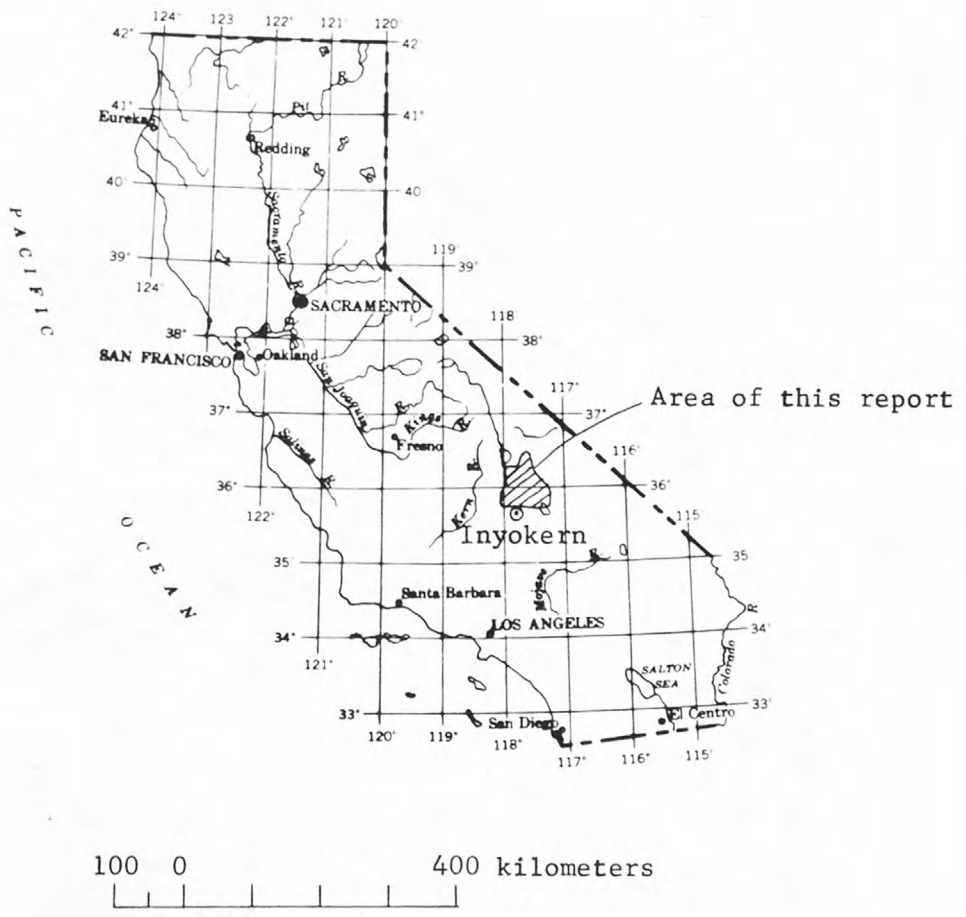 124° 123 122° 121° 120°
42° 42°
R.
Pit
41° 41°
Eureka
Redding
40° 40
Sacramento
R.
119
39° 39°
124°
PACIFIC
SACRAMENTO
118
38° 38°
SAN FRANCISCO
Oakland
San Joaquin
R.
117°
Area of this report
37° 37°
Kings R.
Fresno
Salinas
R.
R.
116°
36° 36°
122°
Kern
115
OCEAN
Inyokern
35° 35
R.
Mojave
Santa Barbara
LOS ANGELES
R
34° 34°
121°
SALTON
SEA
Colorado
33° 33°
San Diego
El Centro
120° 119° 118° 117° 116° 115°
100 0 400 kilometers